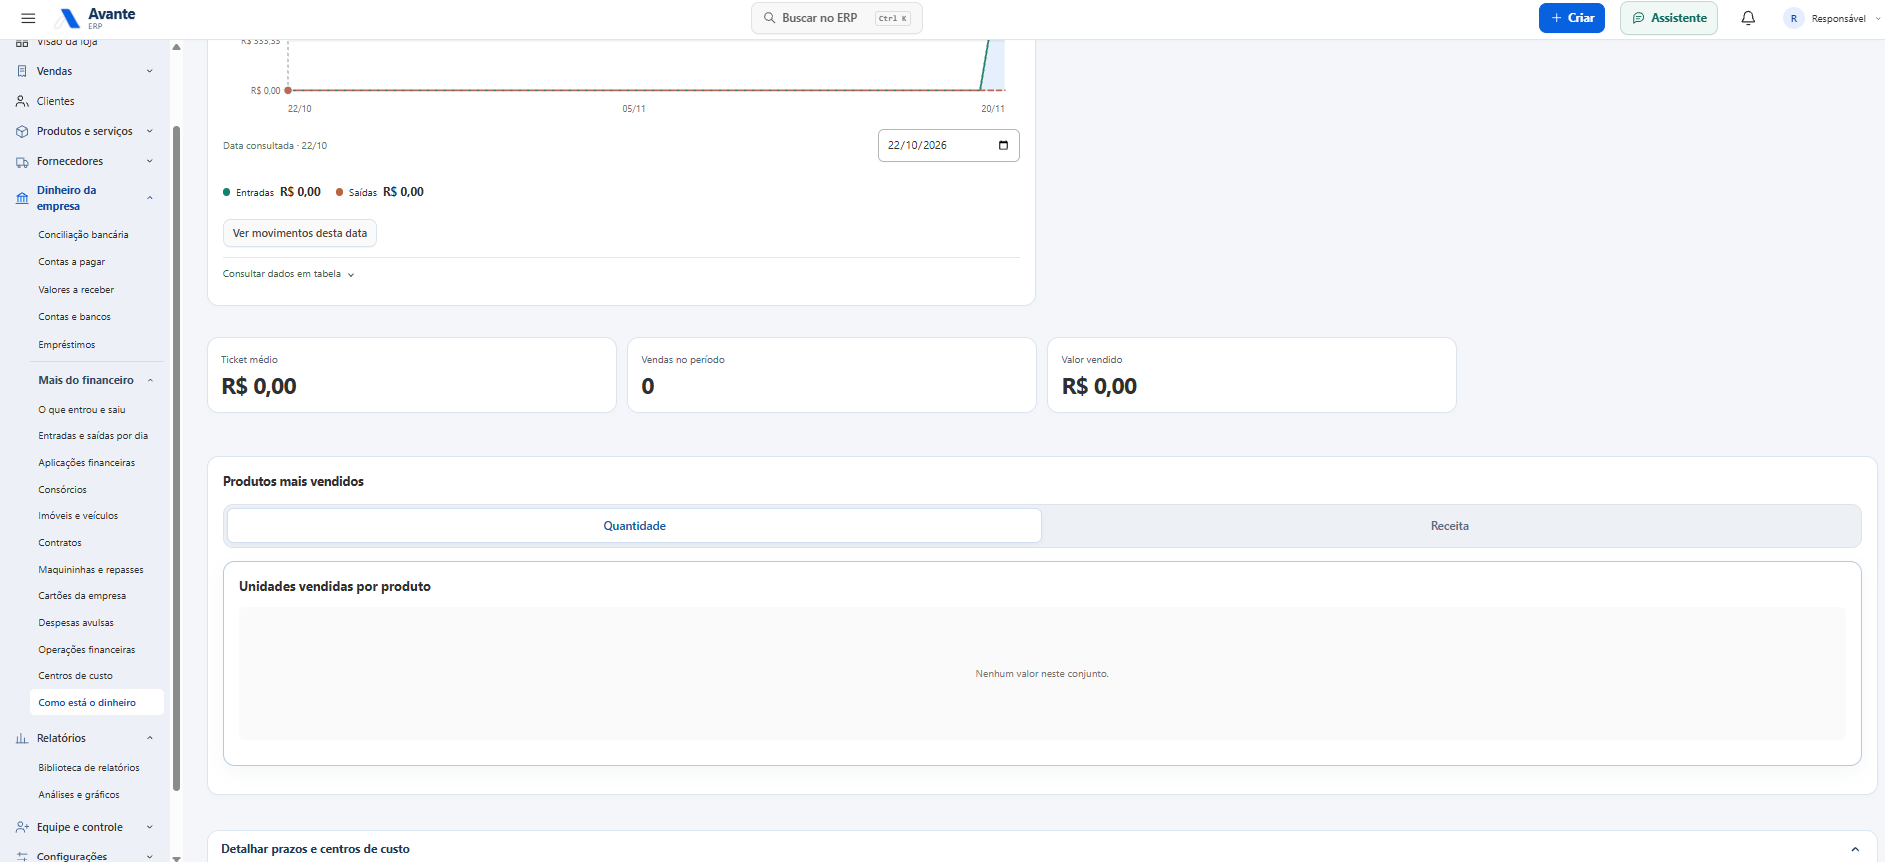 Avante
ERP
Buscar no ERP
Ctrl K
+ Criar
Assistente
R
Responsável
Visão da loja
Vendas
Clientes
Produtos e serviços
Fornecedores
Dinheiro da
empresa
Conciliação bancária
Contas a pagar
Valores a receber
Contas e bancos
Empréstimos
Mais do financeiro
O que entrou e saiu
Entradas e saídas por dia
Aplicações financeiras
Consórcios
Imóveis e veículos
Contratos
Maquininhas e repasses
Cartões da empresa
Despesas avulsas
Operações financeiras
Centros de custo
Como está o dinheiro
Relatórios
Biblioteca de relatórios
Análises e gráficos
Equipe e controle
Configurações
R$ 333,33
R$ 0,00
22/10
05/11
20/11
Data consultada · 22/10
22/10/2026
Entradas R$ 0,00
Saídas R$ 0,00
Ver movimentos desta data
Consultar dados em tabela
Ticket médio
R$ 0,00
Vendas no período
0
Valor vendido
R$ 0,00
Produtos mais vendidos
Quantidade
Receita
Unidades vendidas por produto
Nenhum valor neste conjunto.
Detalhar prazos e centros de custo